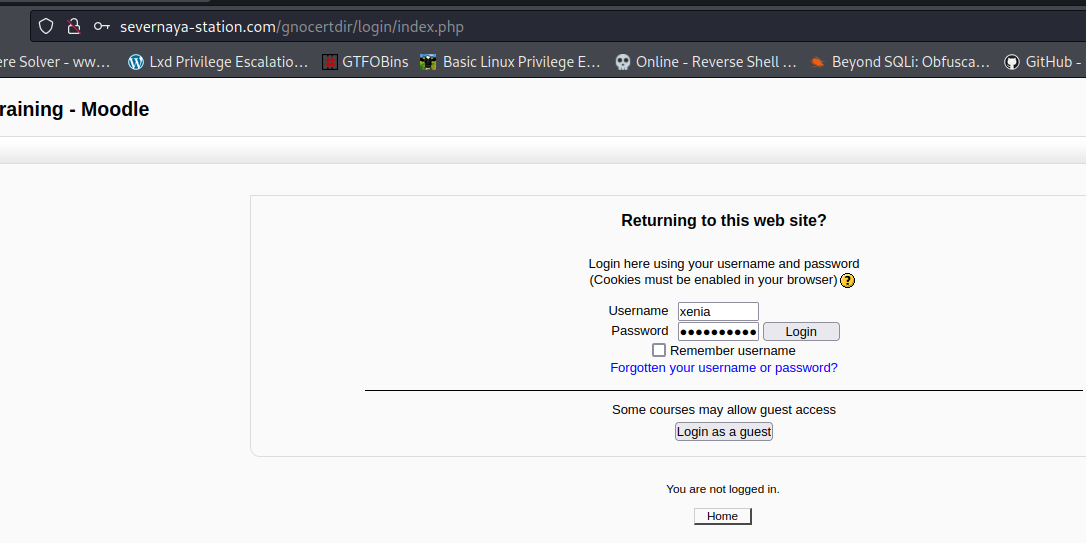 severnaya-station.com/gnocertdir/login/index.php
ere Solver - ww… Lxd Privilege Escalatio… GTFOBins Basic Linux Privilege E… Online - Reverse Shell … Beyond SQLi: Obfusca… GitHub -
raining - Moodle
Returning to this web site?
Login here using your username and password
(Cookies must be enabled in your browser) ?
Username xenia
Password ●●●●●●●●●● Login
Remember username
Forgotten your username or password?
Some courses may allow guest access
Login as a guest
You are not logged in.
Home